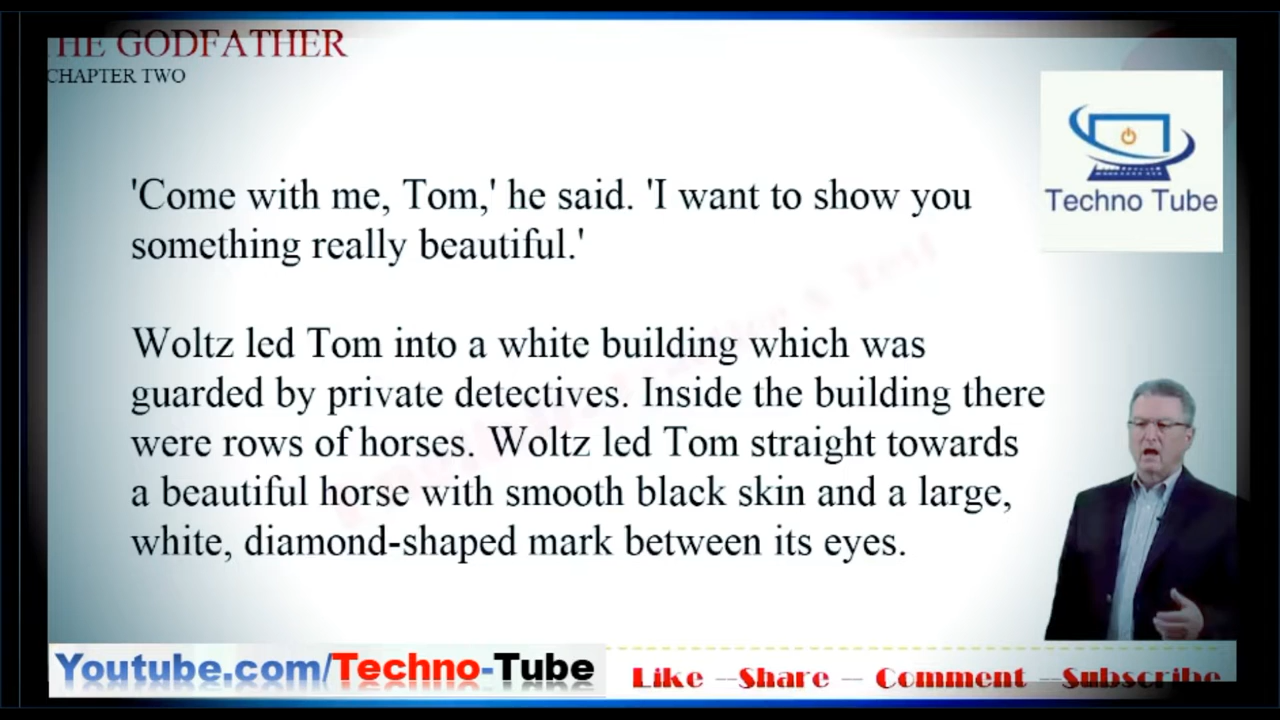 THE GODFATHER
CHAPTER TWO
Techno Tube
'Come with me, Tom,' he said. 'I want to show you
something really beautiful.'
Woltz led Tom into a white building which was
guarded by private detectives. Inside the building there
were rows of horses. Woltz led Tom straight towards
a beautiful horse with smooth black skin and a large,
white, diamond-shaped mark between its eyes.
Youtube.com/Techno-Tube
Like – Share – Comment – Subscribe